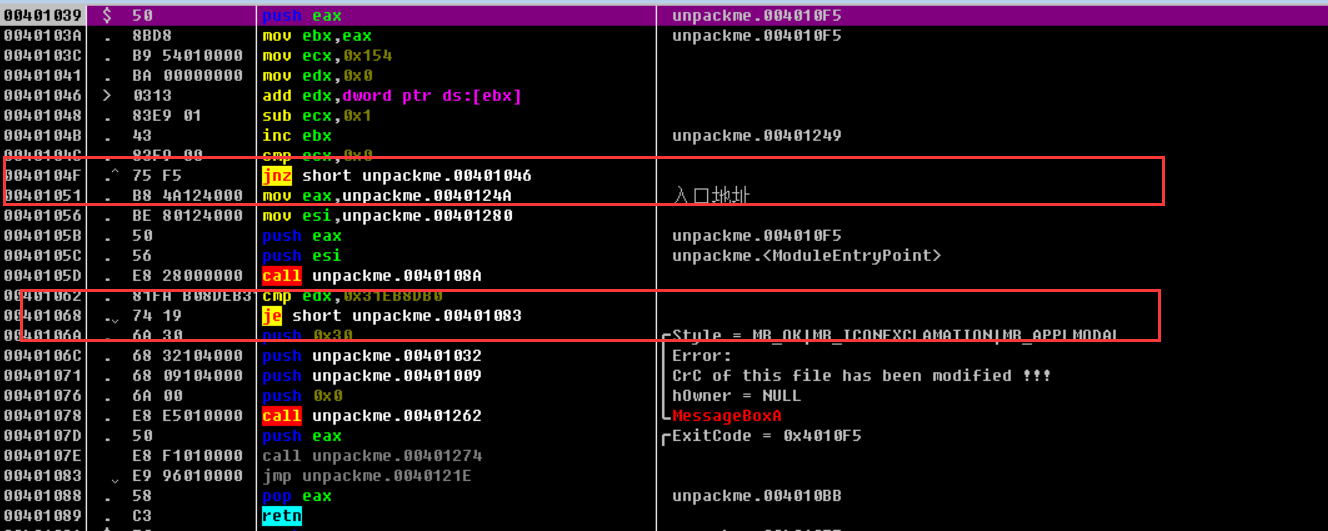 00401039 $ 50 push eax unpackme.004010F5
0040103A . 8BD8 mov ebx,eax unpackme.004010F5
0040103C . B9 54010000 mov ecx,0x154
00401041 . BA 00000000 mov edx,0x0
00401046 > 0313 add edx,dword ptr ds:[ebx]
00401048 . 83E9 01 sub ecx,0x1
0040104B . 43 inc ebx unpackme.00401249
0040104C . 83F9 00 cmp ecx,0x0
0040104F .^ 75 F5 jnz short unpackme.00401046
00401051 . B8 4A124000 mov eax,unpackme.0040124A 入口地址
00401056 . BE 80124000 mov esi,unpackme.00401280
0040105B . 50 push eax unpackme.004010F5
0040105C . 56 push esi unpackme.<ModuleEntryPoint>
0040105D . E8 28000000 call unpackme.0040108A
00401062 . 81FA B08DEB3 cmp edx,0x31EB8DB0
00401068 .⌄ 74 19 je short unpackme.00401083
0040106A . 6A 30 push 0x30 ┌Style = MB_OK|MB_ICONEXCLAMATION|MB_APPLMODAL
0040106C . 68 32104000 push unpackme.00401032 Error:
00401071 . 68 09104000 push unpackme.00401009 CrC of this file has been modified !!!
00401076 . 6A 00 push 0x0 hOwner = NULL
00401078 . E8 E5010000 call unpackme.00401262 └MessageBoxA
0040107D . 50 push eax ┌ExitCode = 0x4010F5
0040107E E8 F1010000 call unpackme.00401274
00401083 ⌄ E9 96010000 jmp unpackme.0040121E
00401088 . 58 pop eax unpackme.004010BB
00401089 . C3 retn